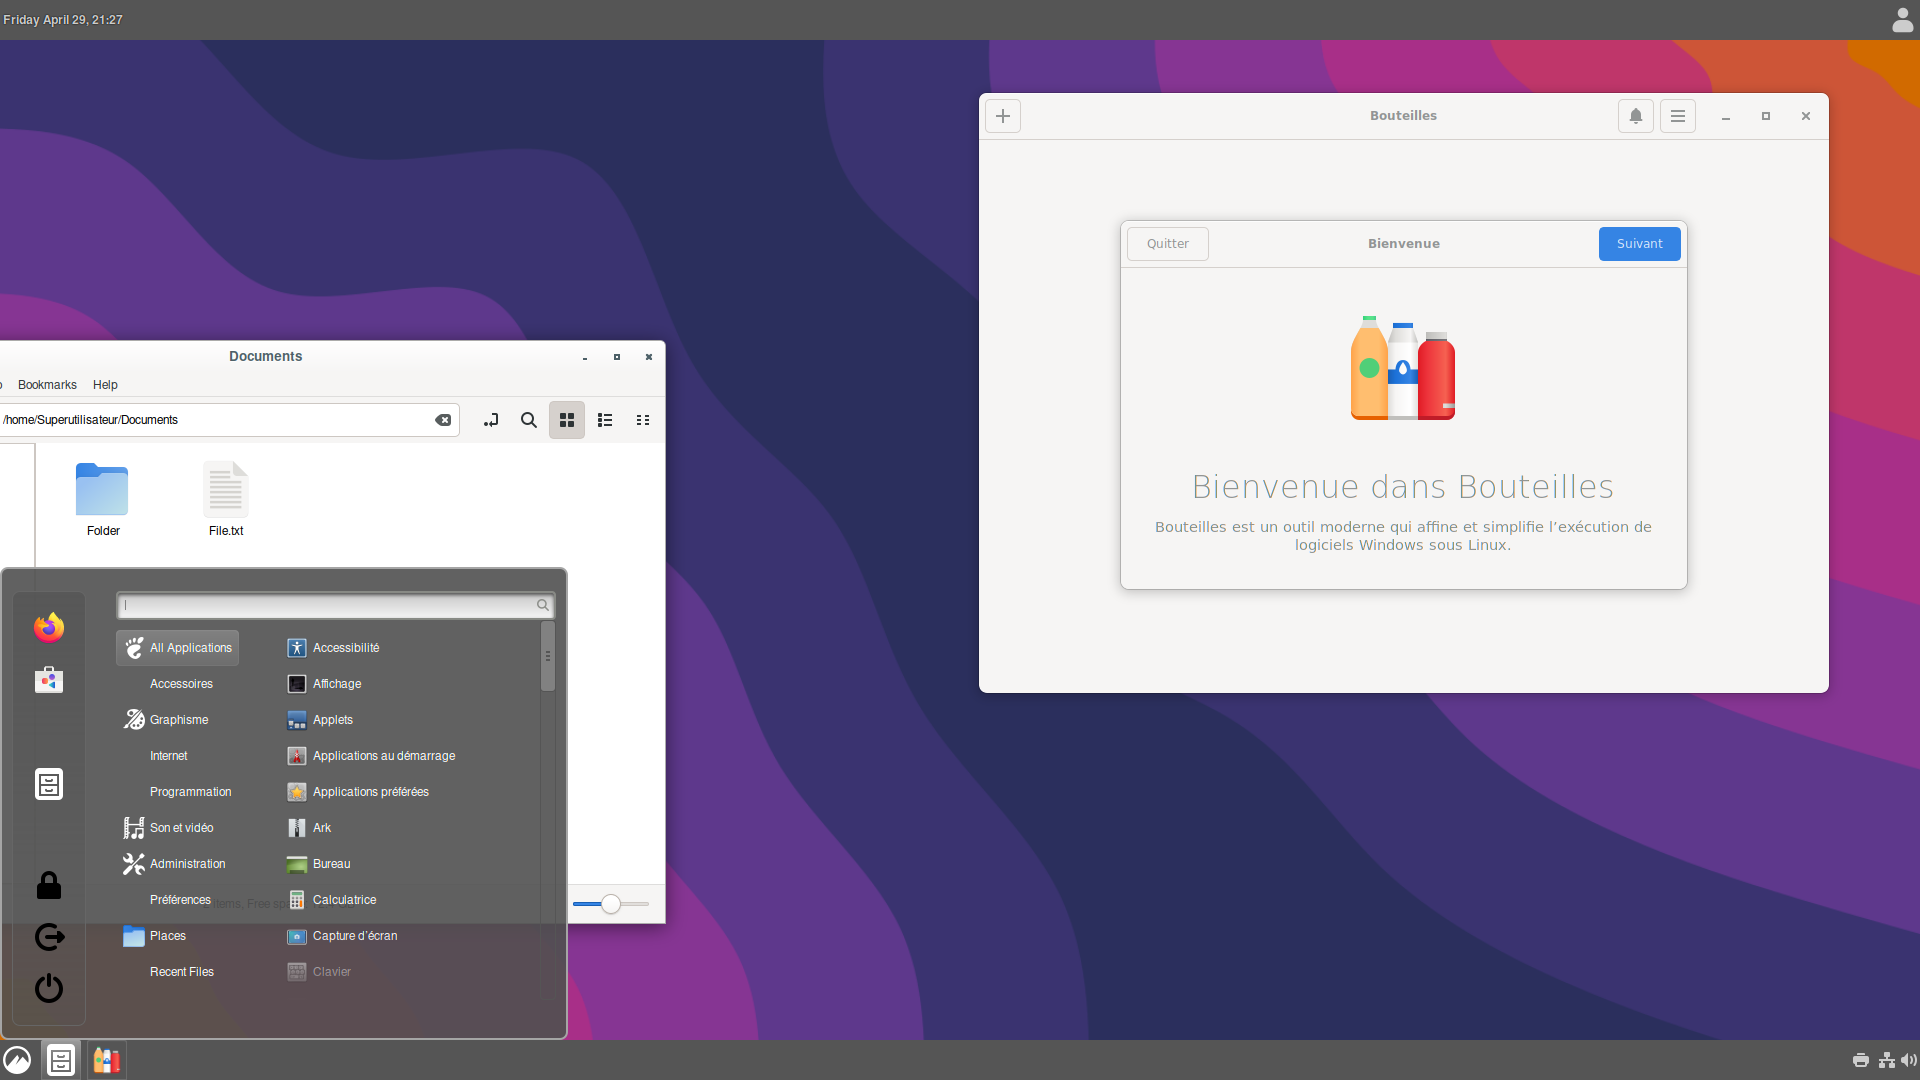 Friday April 29, 21:27
Bouteilles
Quitter
Bienvenue
Suivant
Bienvenue dans Bouteilles
Bouteilles est un outil moderne qui affine et simplifie l’exécution de
logiciels Windows sous Linux.
Documents
Bookmarks Help
/home/Superutilisateur/Documents
Folder
File.txt
All Applications
Accessoires
Graphisme
Internet
Programmation
Son et vidéo
Administration
Préférences
Places
Recent Files
Accessibilité
Affichage
Applets
Applications au démarrage
Applications préférées
Ark
Bureau
Calculatrice
Capture d’écran
Clavier
items, Free